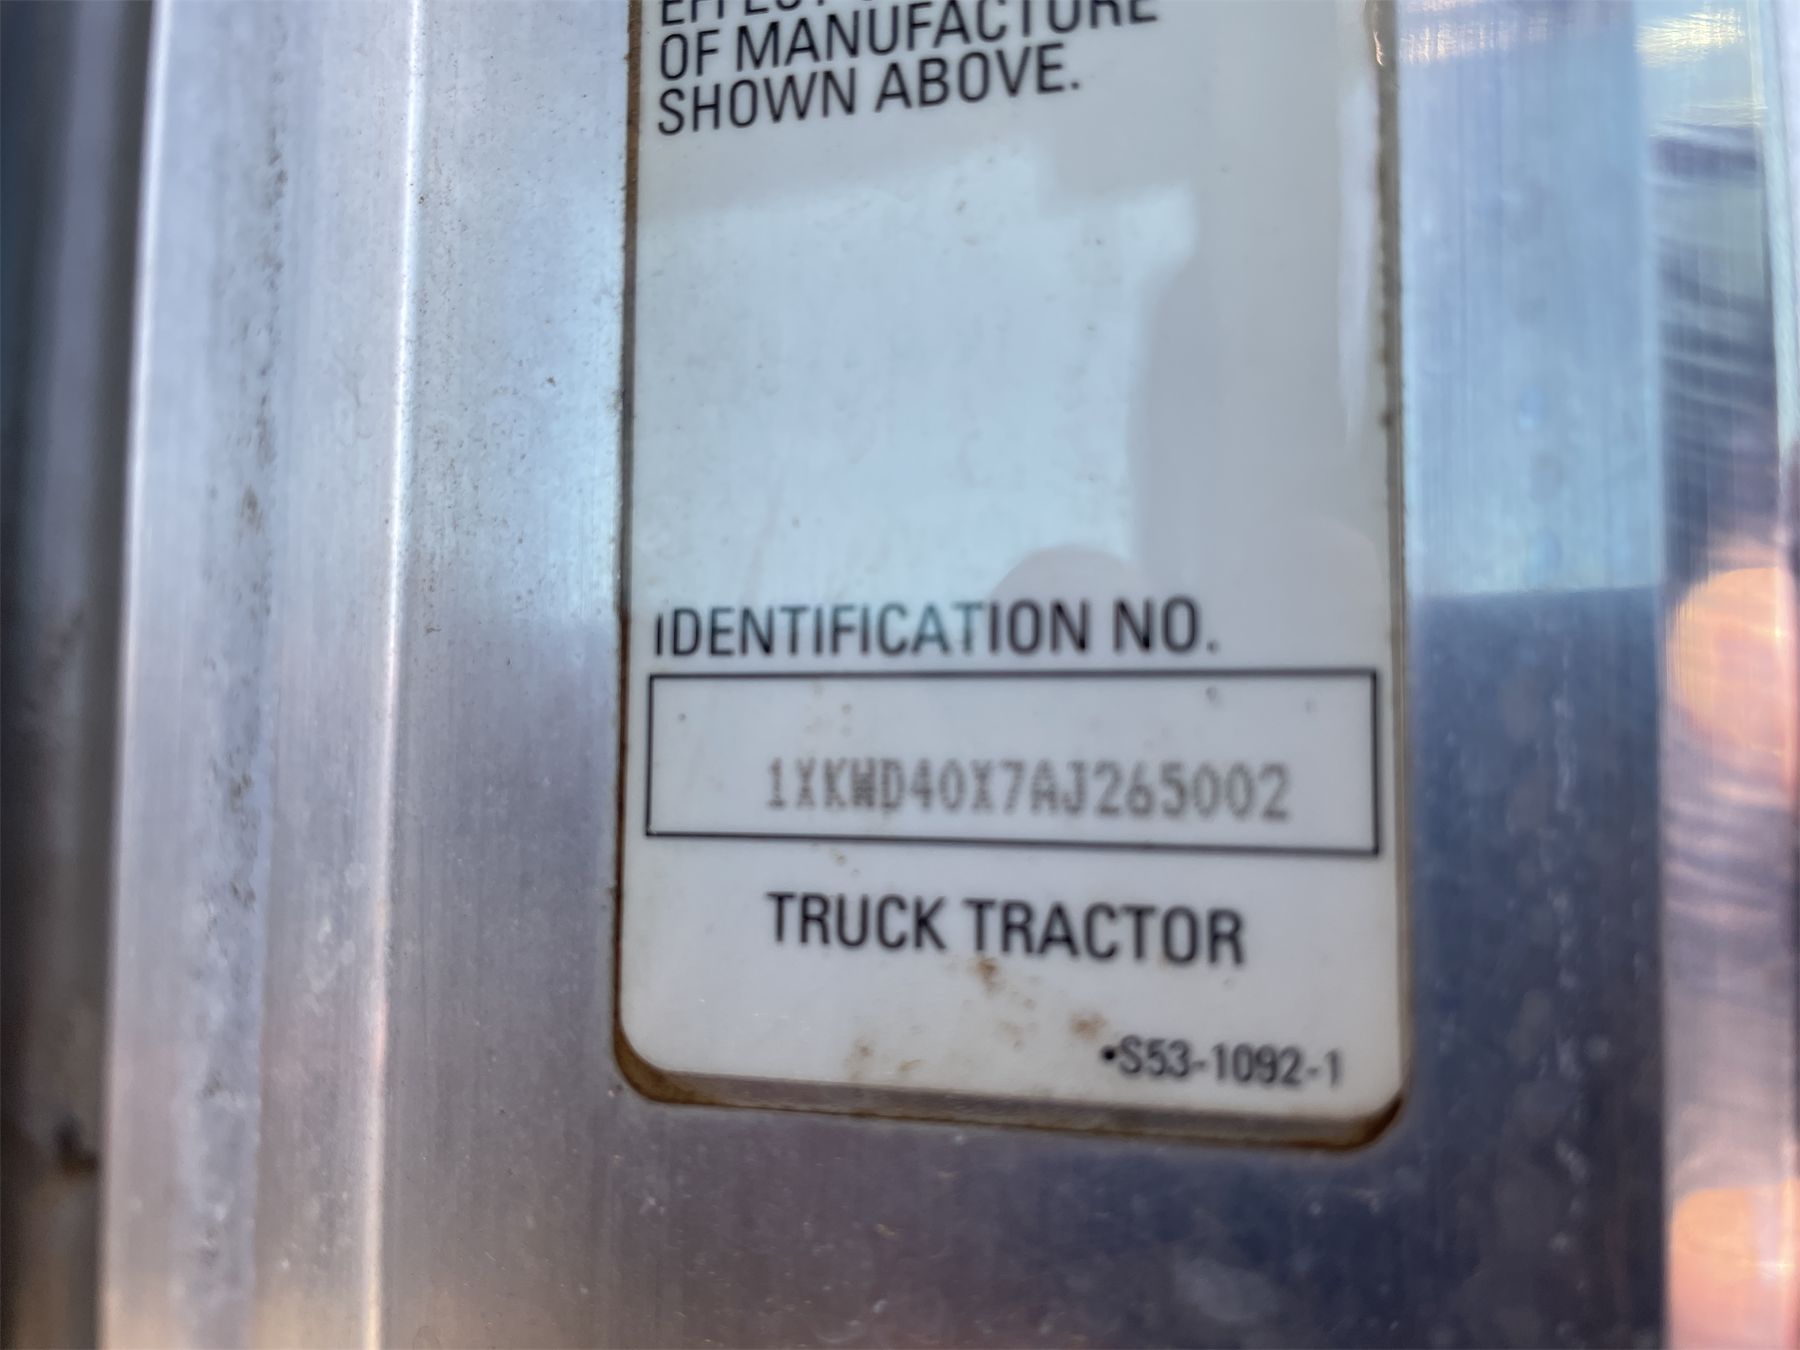 OF MANUFACTURE
SHOWN ABOVE.
IDENTIFICATION NO.
1XKWD40X7AJ265002
TRUCK TRACTOR
•S53-1092-1